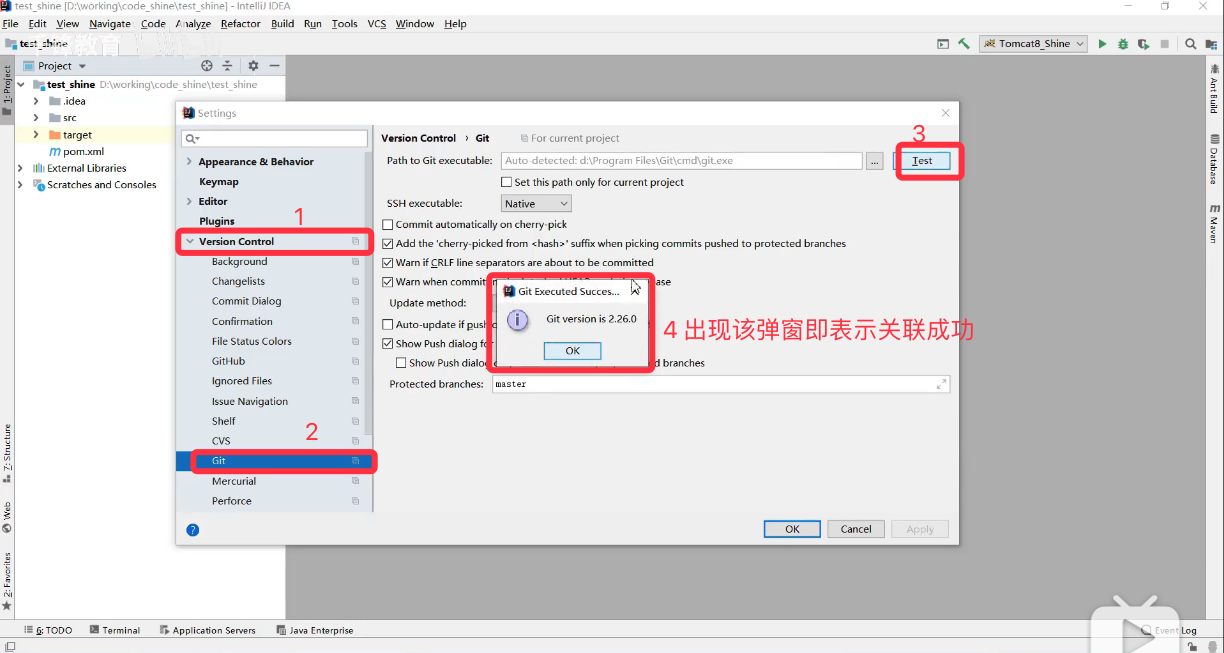 test_shine [D:\working\code_shine\test_shine] - IntelliJ IDEA
File Edit View Navigate Code Analyze Refactor Build Run Tools VCS Window Help
test_shine
Tomcat8_Shine
1: Project
Project
test_shine D:\working\code_shine\test_shine
.idea
src
target
pom.xml
External Libraries
Scratches and Consoles
Settings
Appearance & Behavior
Keymap
Editor
Plugins
1
Version Control
Background
Changelists
Commit Dialog
Confirmation
File Status Colors
GitHub
Ignored Files
Issue Navigation
Shelf
2
CVS
Git
Mercurial
Perforce
Version Control › Git For current project
3
Path to Git executable: Auto-detected: d:\Program Files\Git\cmd\git.exe ... Test
Set this path only for current project
SSH executable: Native
Commit automatically on cherry-pick
Add the 'cherry-picked from <hash>' suffix when picking commits pushed to protected branches
Warn if CRLF line separators are about to be committed
Warn when commit
Update method:
Auto-update if push
Show Push dialog for
Show Push dialog branches
Protected branches: master
Git Executed Succes...
Git version is 2.26.0
OK
4 出现该弹窗即表示关联成功
? OK Cancel Apply
Ant Build
Database
Maven
Z: Structure
Web
2: Favorites
6: TODO Terminal Application Servers Java Enterprise Event Log